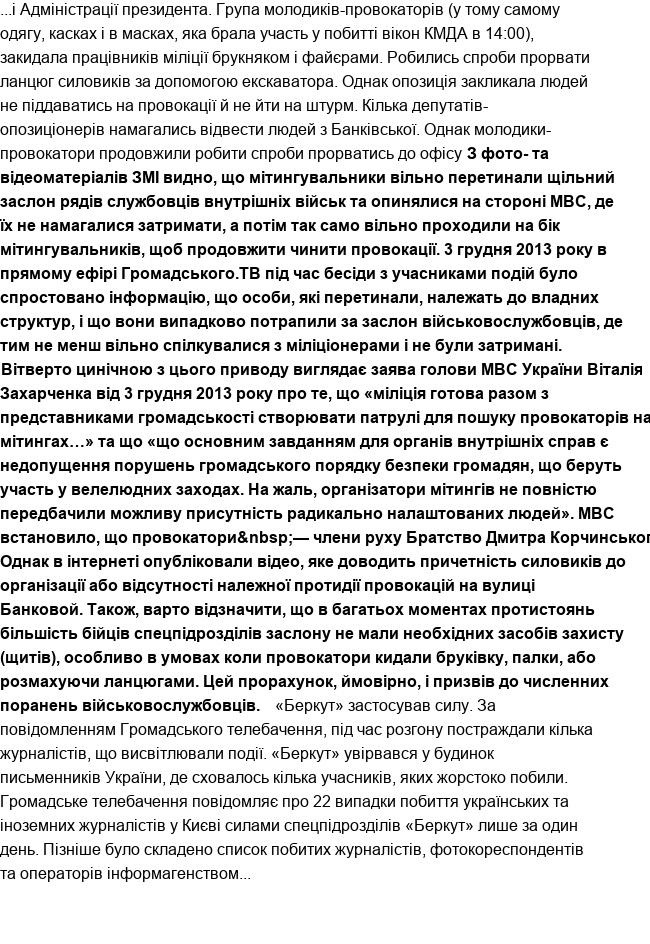 ...і Адміністрації президента. Група молодиків-провокаторів (у тому самому
одягу, касках і в масках, яка брала участь у побитті вікон КМДА в 14:00),
закидала працівників міліції брукняком і файєрами. Робились спроби прорвати
ланцюг силовиків за допомогою екскаватора. Однак опозиція закликала людей
не піддаватись на провокації й не йти на штурм. Кілька депутатів-
опозиціонерів намагались відвести людей з Банківської. Однак молодики-
провокатори продовжили робити спроби прорватись до офісу З фото- та
відеоматеріалів ЗМІ видно, що мітингувальники вільно перетинали щільний
заслон рядів службовців внутрішніх військ та опинялися на стороні МВС, де
їх не намагалися затримати, а потім так само вільно проходили на бік
мітингувальників, щоб продовжити чинити провокації. 3 грудня 2013 року в
прямому ефірі Громадського.ТВ під час бесіди з учасниками подій було
спростовано інформацію, що особи, які перетинали, належать до владних
структур, і що вони випадково потрапили за заслон військовослужбовців, де
тим не менш вільно спілкувалися з міліціонерами і не були затримані.
Вітверто цинічною з цього приводу виглядає заява голови МВС України Віталія
Захарченка від 3 грудня 2013 року про те, що «міліція готова разом з
представниками громадськості створювати патрулі для пошуку провокаторів на
мітингах…» та що «що основним завданням для органів внутрішніх справ є
недопущення порушень громадського порядку безпеки громадян, що беруть
участь у велелюдних заходах. На жаль, організатори мітингів не повністю
передбачили можливу присутність радикально налаштованих людей». МВС
встановило, що провокатори&nbsp;— члени руху Братство Дмитра
Однак в інтернеті опубліковали відео, яке доводить причетність силовиків до
організації або відсутності належної протидії провокацій на вулиці
Банковой. Також, варто відзначити, що в багатьох моментах протистоянь
більшість бійців спецпідрозділів заслону не мали необхідних засобів захисту
(щитів), особливо в умовах коли провокатори кидали бруківку, палки, або
розмахуючи ланцюгами. Цей прорахунок, ймовірно, і призвів до численних
поранень військовослужбовців. «Беркут» застосував силу. За
повідомленням Громадського телебачення, під час розгону постраждали кілька
журналістів, що висвітлювали події. «Беркут» увірвався у будинок
письменників України, де сховалось кілька учасників, яких жорстоко побили.
Громадське телебачення повідомляє про 22 випадки побиття українських та
іноземних журналістів у Києві силами спецпідрозділів «Беркут» лише за один
день. Пізніше було складено список побитих журналістів, фотокореспондентів
та операторів інформагенством...